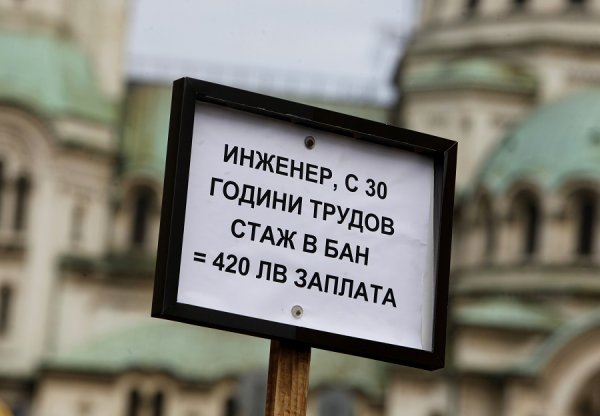 ИНЖЕНЕР, С 30
ГОДИНИ ТРУДОВ
СТАЖ В БАН
= 420 ЛВ ЗАПЛАТА